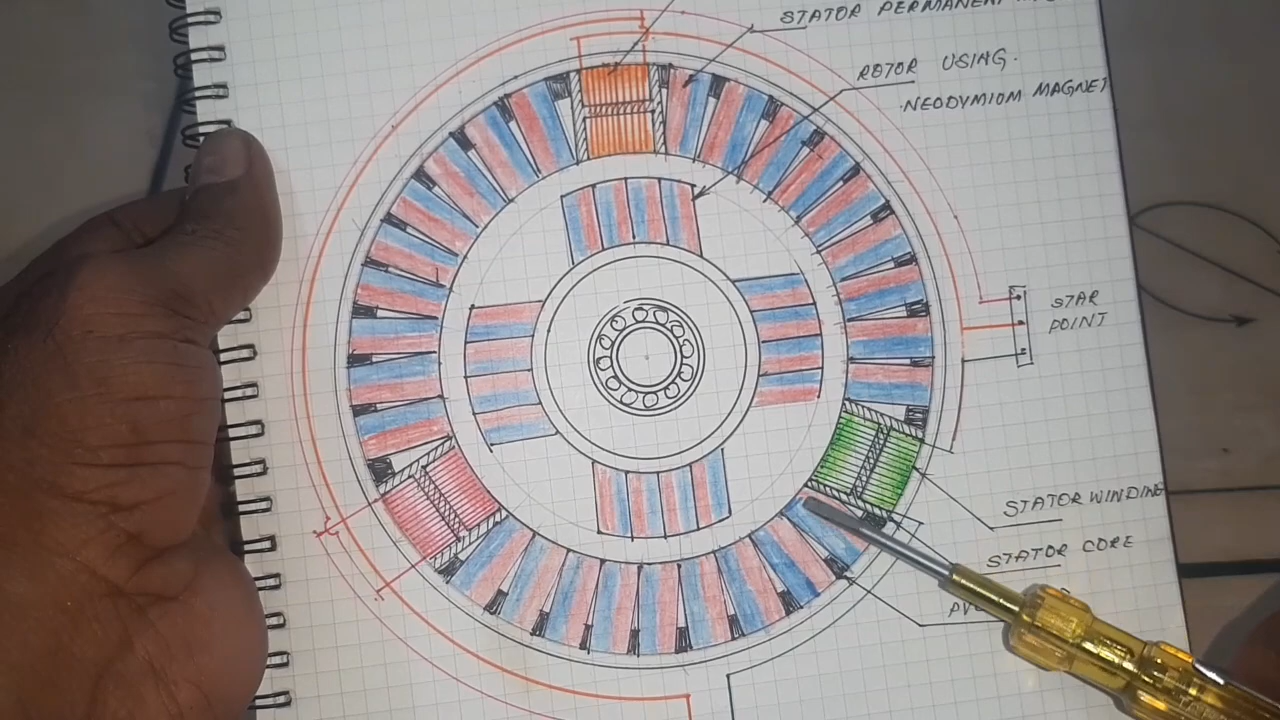 STATOR PERMANENT
ROTOR USING.
NEODYMIOM MAGNET
STAR
POINT
STATOR WINDING
STATOR CORE